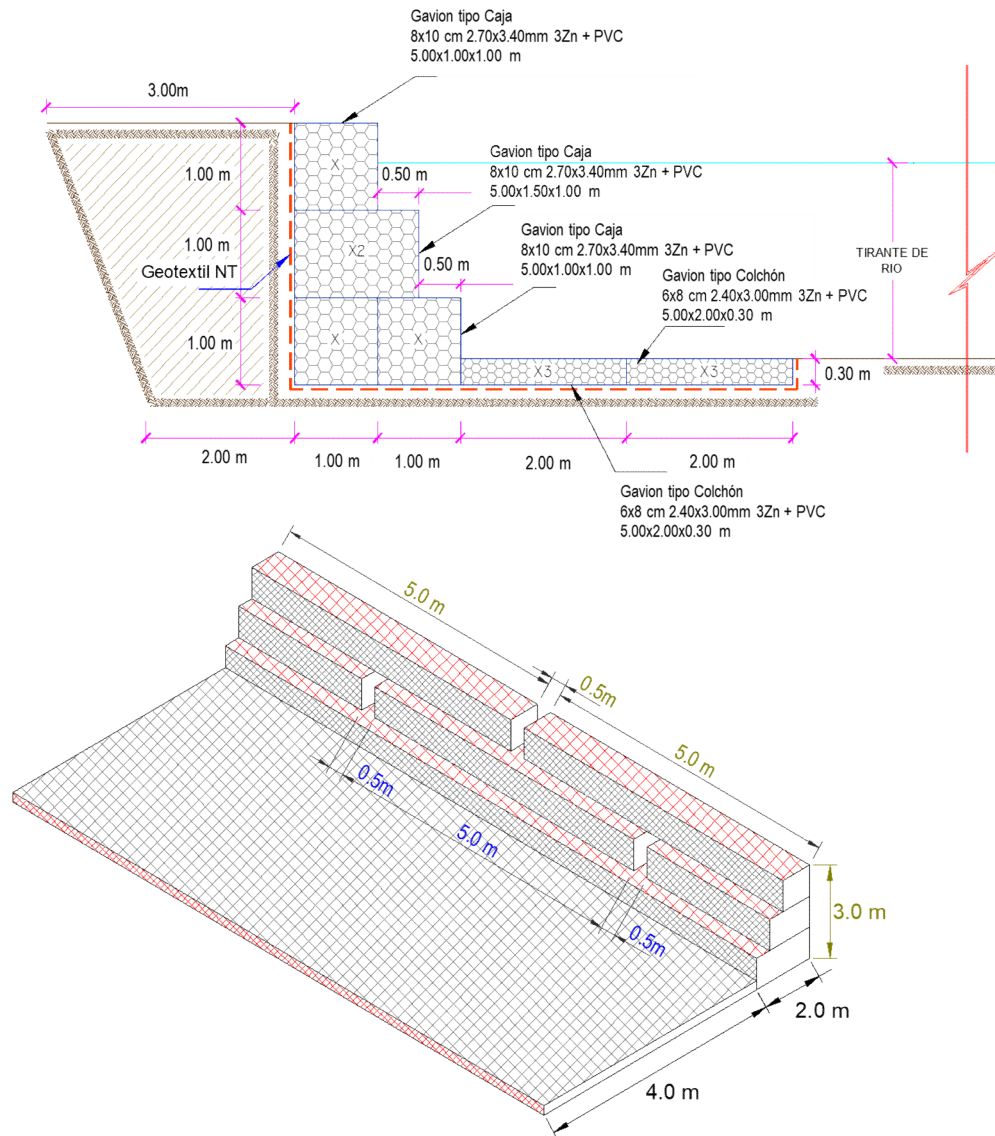 Gavion tipo Caja
8x10 cm 2.70x3.40mm 3Zn + PVC
5.00x1.00x1.00 m
3.00m
X
1.00 m
Gavion tipo Caja
8x10 cm 2.70x3.40mm 3Zn + PVC
5.00x1.50x1.00 m
0.50 m
X2
1.00 m
Geotextil NT
Gavion tipo Caja
8x10 cm 2.70x3.40mm 3Zn + PVC
5.00x1.00x1.00 m
0.50 m
TIRANTE DE
RIO
Gavion tipo Colchón
6x8 cm 2.40x3.00mm 3Zn + PVC
5.00x2.00x0.30 m
1.00 m
X
X
X3
X3
0.30 m
2.00 m
1.00 m
1.00 m
2.00 m
2.00 m
Gavion tipo Colchón
6x8 cm 2.40x3.00mm 3Zn + PVC
5.00x2.00x0.30 m
5.0 m
0.5m
5.0 m
0.5m
5.0 m
0.5m
3.0 m
2.0 m
4.0 m